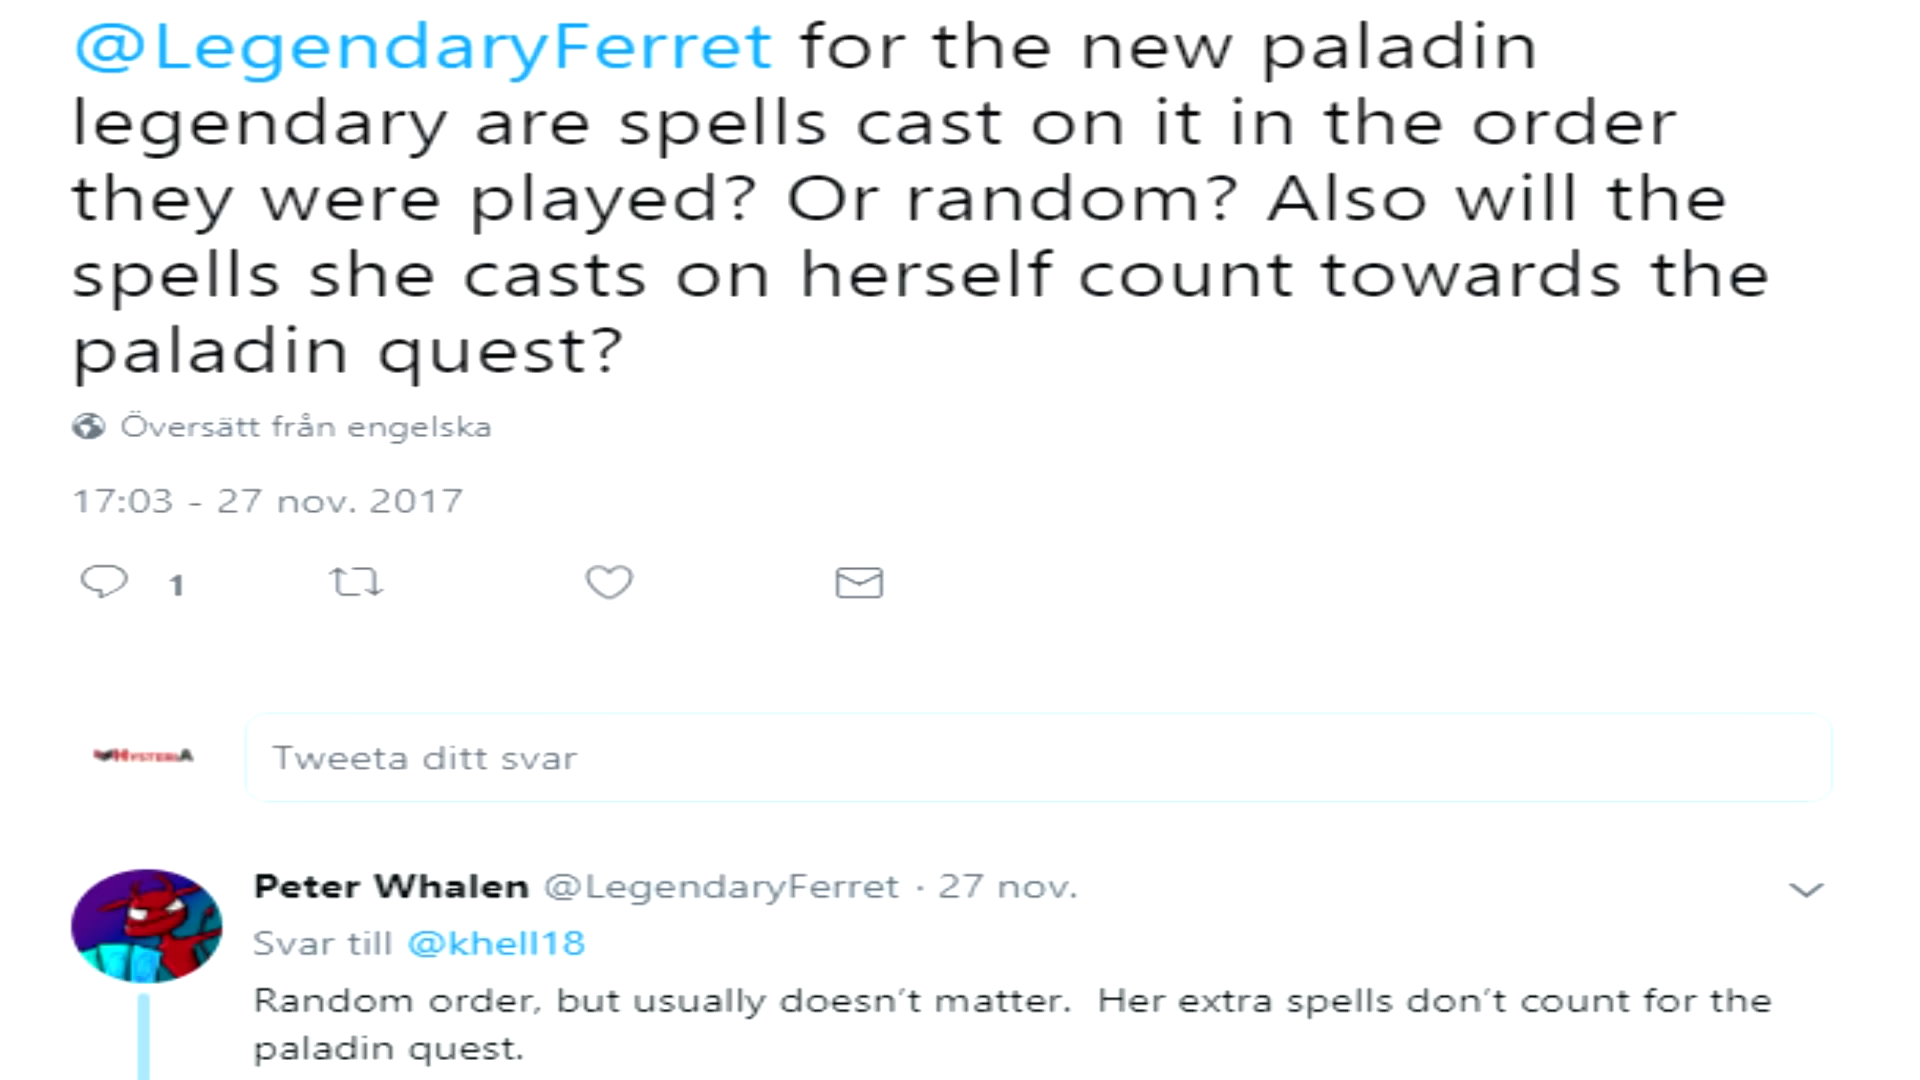 @LegendaryFerret for the new paladin
legendary are spells cast on it in the order
they were played? Or random? Also will the
spells she casts on herself count towards the
paladin quest?
Översätt från engelska
17:03 - 27 nov. 2017
1
HYSTERIA
Tweeta ditt svar
Peter Whalen @LegendaryFerret · 27 nov.
Svar till @khell18
Random order, but usually doesn't matter.  Her extra spells don't count for the
paladin quest.